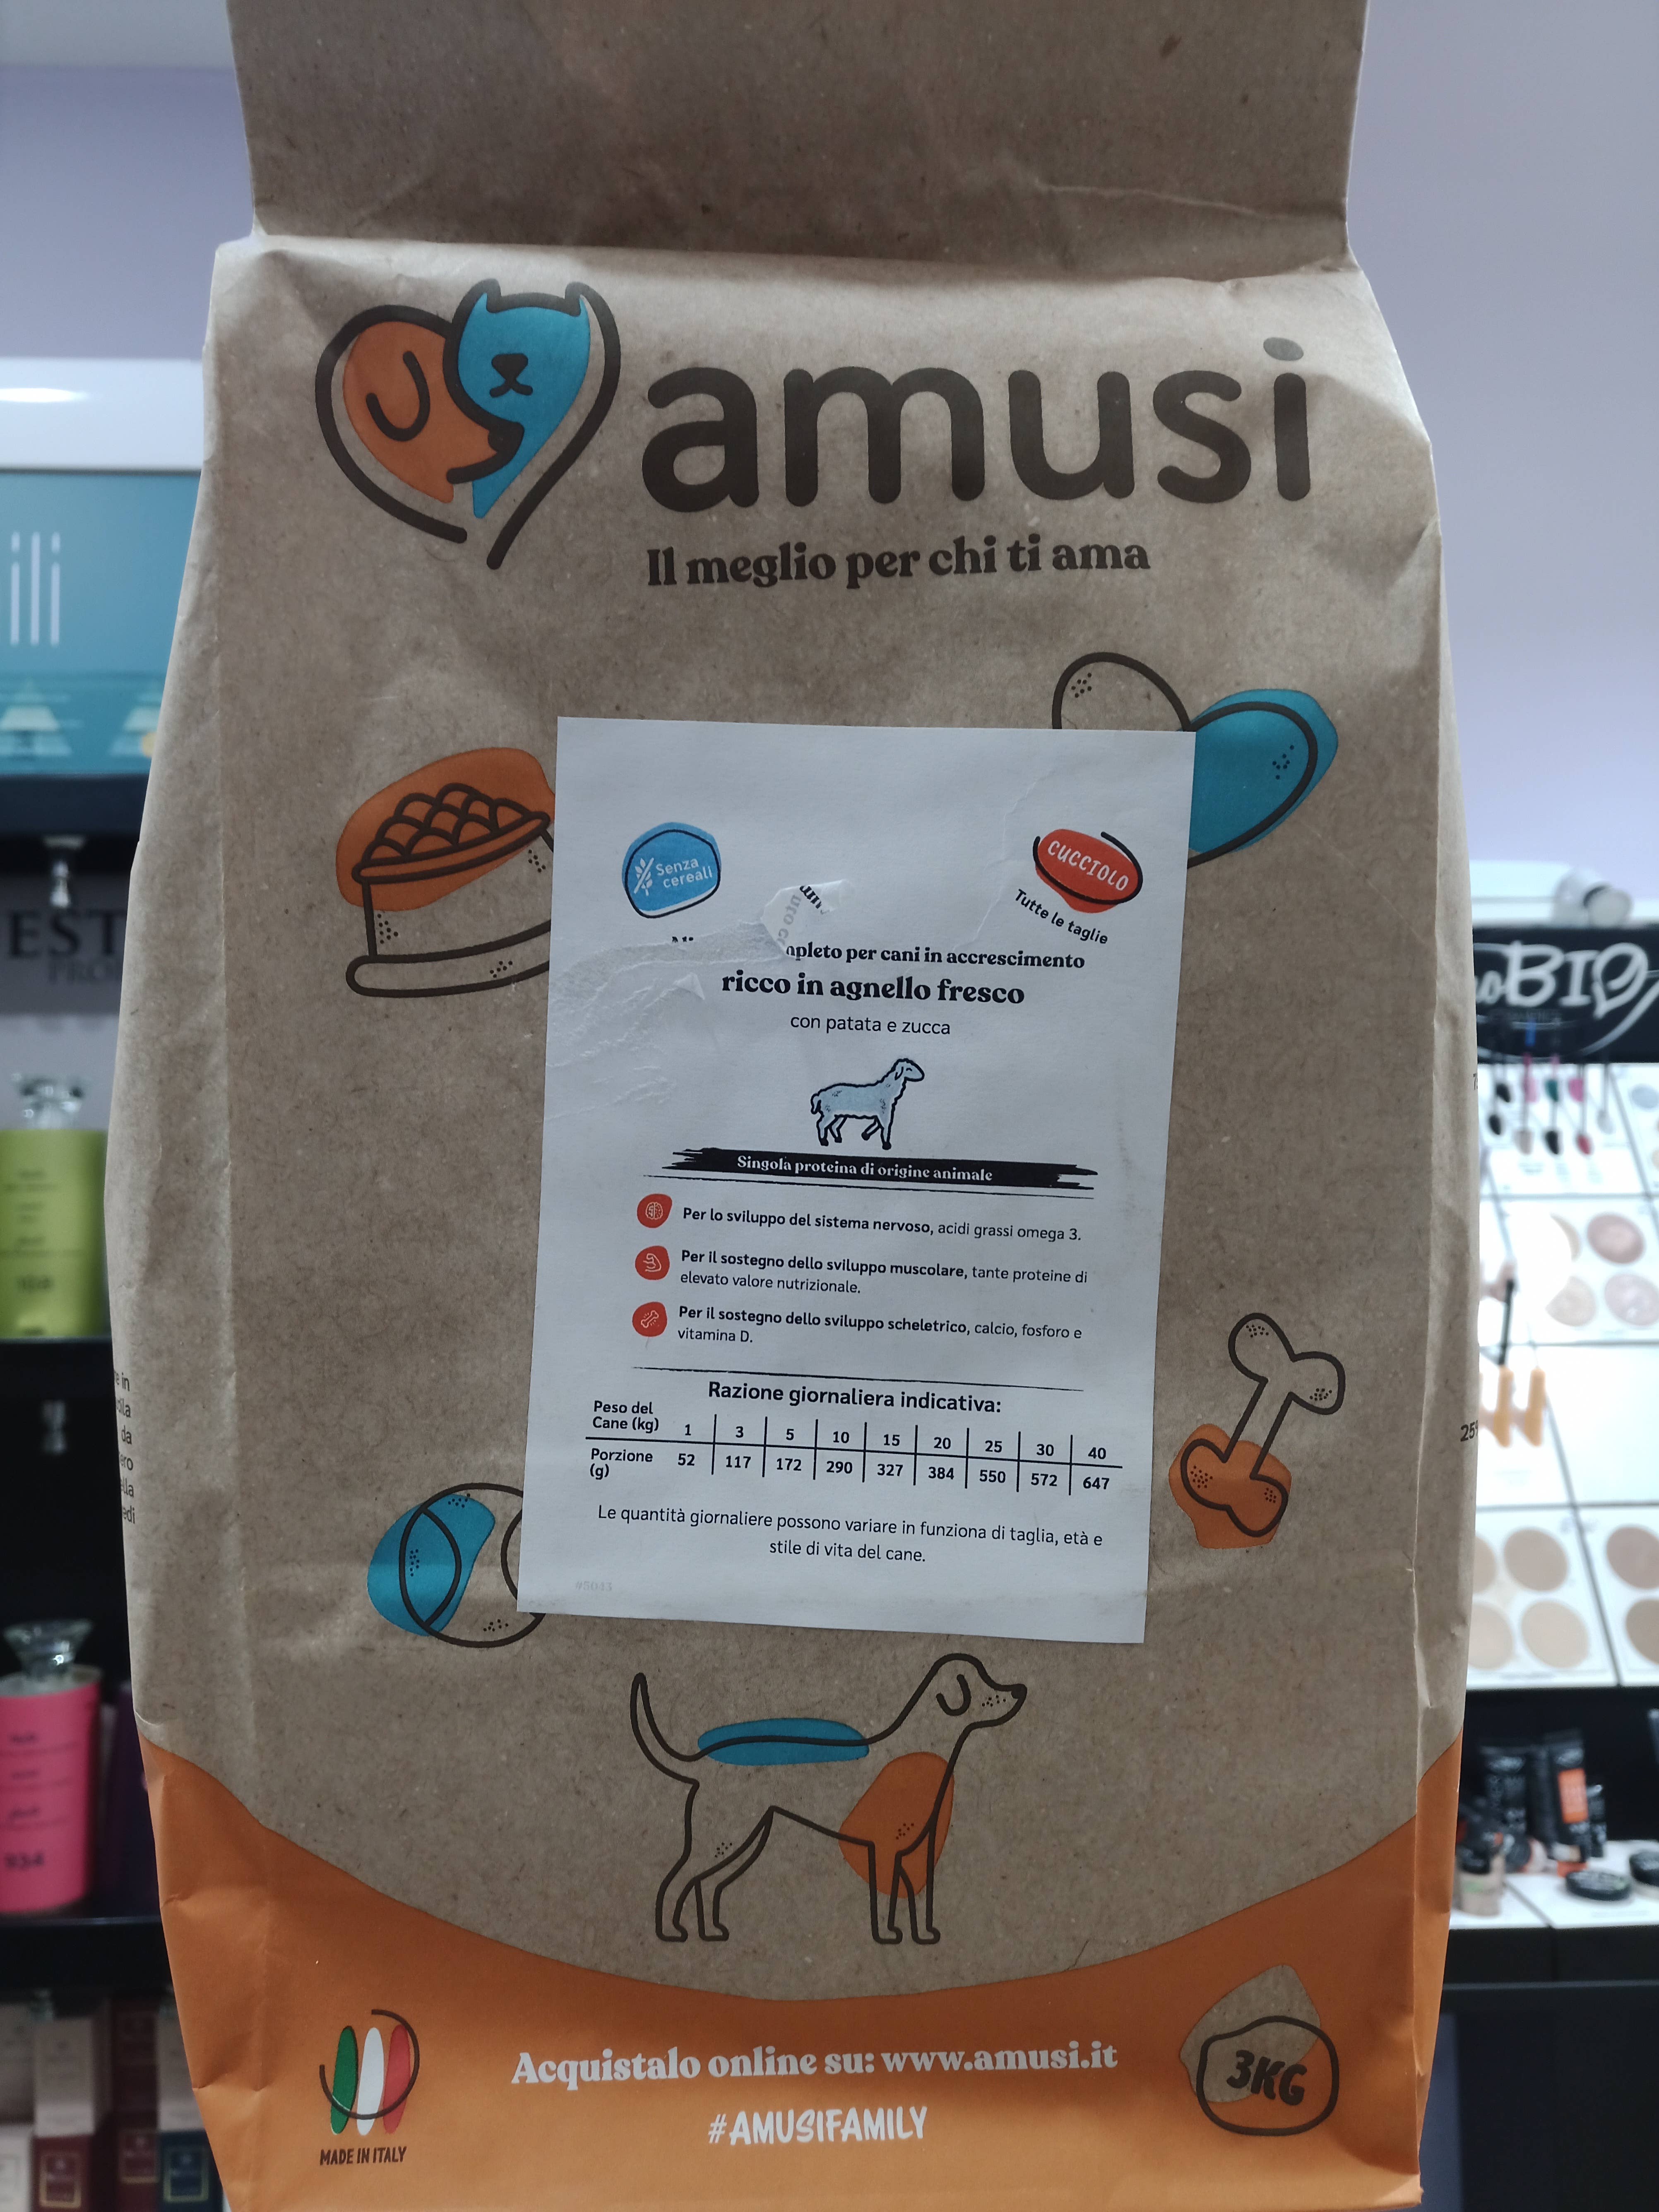 amusi
Il meglio per chi ti ama
Senza
cereali
CUCCIOLO
Tutte le taglie
per cani in accrescimento
ricco in agnello fresco
con patata e zucca
Singola proteina di origine animale
Per lo sviluppo del sistema nervoso, acidi grassi omega 3.
Per il sostegno dello sviluppo muscolare, tante proteine di
elevato valore nutrizionale.
Per il sostegno dello sviluppo scheletrico, calcio, fosforo e
vitamina D.
Razione giornaliera indicativa:
Peso del
Cane (kg) 1 3 5 10 15 20 25 30 40
Porzione
(g) 52 117 172 290 327 384 550 572 647
Le quantità giornaliere possono variare in funziona di taglia, età e
stile di vita del cane.
Acquistalo online su: www.amusi.it
#AMUSIFAMILY
MADE IN ITALY
3KG
934